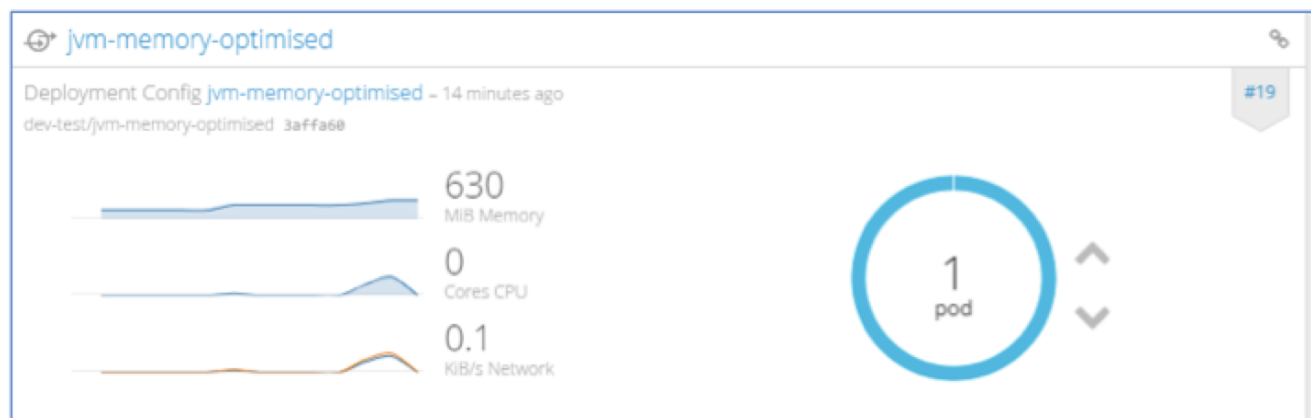 jvm-memory-optimised
Deployment Config jvm-memory-optimised – 14 minutes ago
#19
dev-test/jvm-memory-optimised 3affa60
630
MiB Memory
0
Cores CPU
0.1
KiB/s Network
1
pod